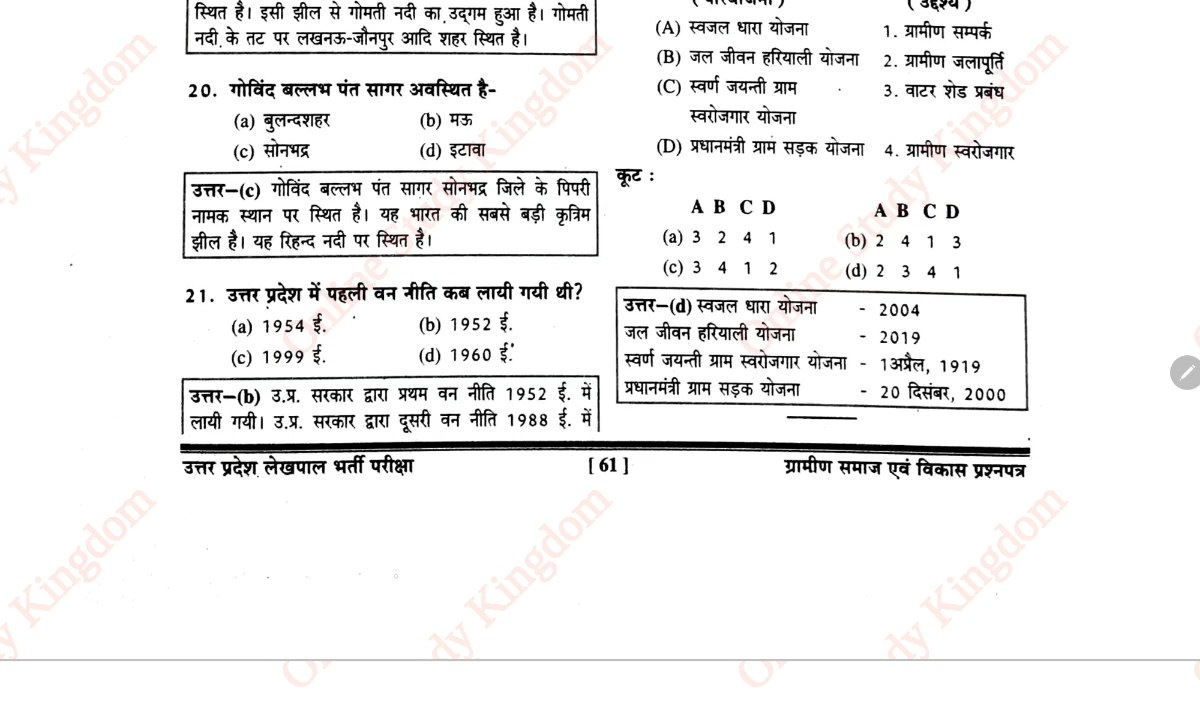 स्थित है। इसी झील से गोमती नदी का उद्गम हुआ है। गोमती
नदी के तट पर लखनऊ-जौनपुर आदि शहर स्थित है।
20. गोविंद बल्लभ पंत सागर अवस्थित है-
(a) बुलन्दशहर (b) मऊ
(c) सोनभद्र (d) इटावा
उत्तर–(c) गोविंद बल्लभ पंत सागर सोनभद्र जिले के पिपरी
नामक स्थान पर स्थित है। यह भारत की सबसे बड़ी कृत्रिम
झील है। यह रिहन्द नदी पर स्थित है।
21. उत्तर प्रदेश में पहली वन नीति कब लायी गयी थी?
(a) 1954 ई. (b) 1952 ई.
(c) 1999 ई. (d) 1960 ई.
उत्तर–(b) उ.प्र. सरकार द्वारा प्रथम वन नीति 1952 ई. में
लायी गयी। उ.प्र. सरकार द्वारा दूसरी वन नीति 1988 ई. में
(A) स्वजल धारा योजना 1. ग्रामीण सम्पर्क
(B) जल जीवन हरियाली योजना 2. ग्रामीण जलापूर्ति
(C) स्वर्ण जयन्ती ग्राम 3. वाटर शेड प्रबंध
स्वरोजगार योजना
(D) प्रधानमंत्री ग्राम सड़क योजना 4. ग्रामीण स्वरोजगार
कूट :
A B C D A B C D
(a) 3 2 4 1 (b) 2 4 1 3
(c) 3 4 1 2 (d) 2 3 4 1
उत्तर–(d) स्वजल धारा योजना - 2004
जल जीवन हरियाली योजना - 2019
स्वर्ण जयन्ती ग्राम स्वरोजगार योजना - 1अप्रैल, 1919
प्रधानमंत्री ग्राम सड़क योजना - 20 दिसंबर, 2000
उत्तर प्रदेश लेखपाल भर्ती परीक्षा [ 61 ] ग्रामीण समाज एवं विकास प्रश्नपत्र
Online Study Kingdom